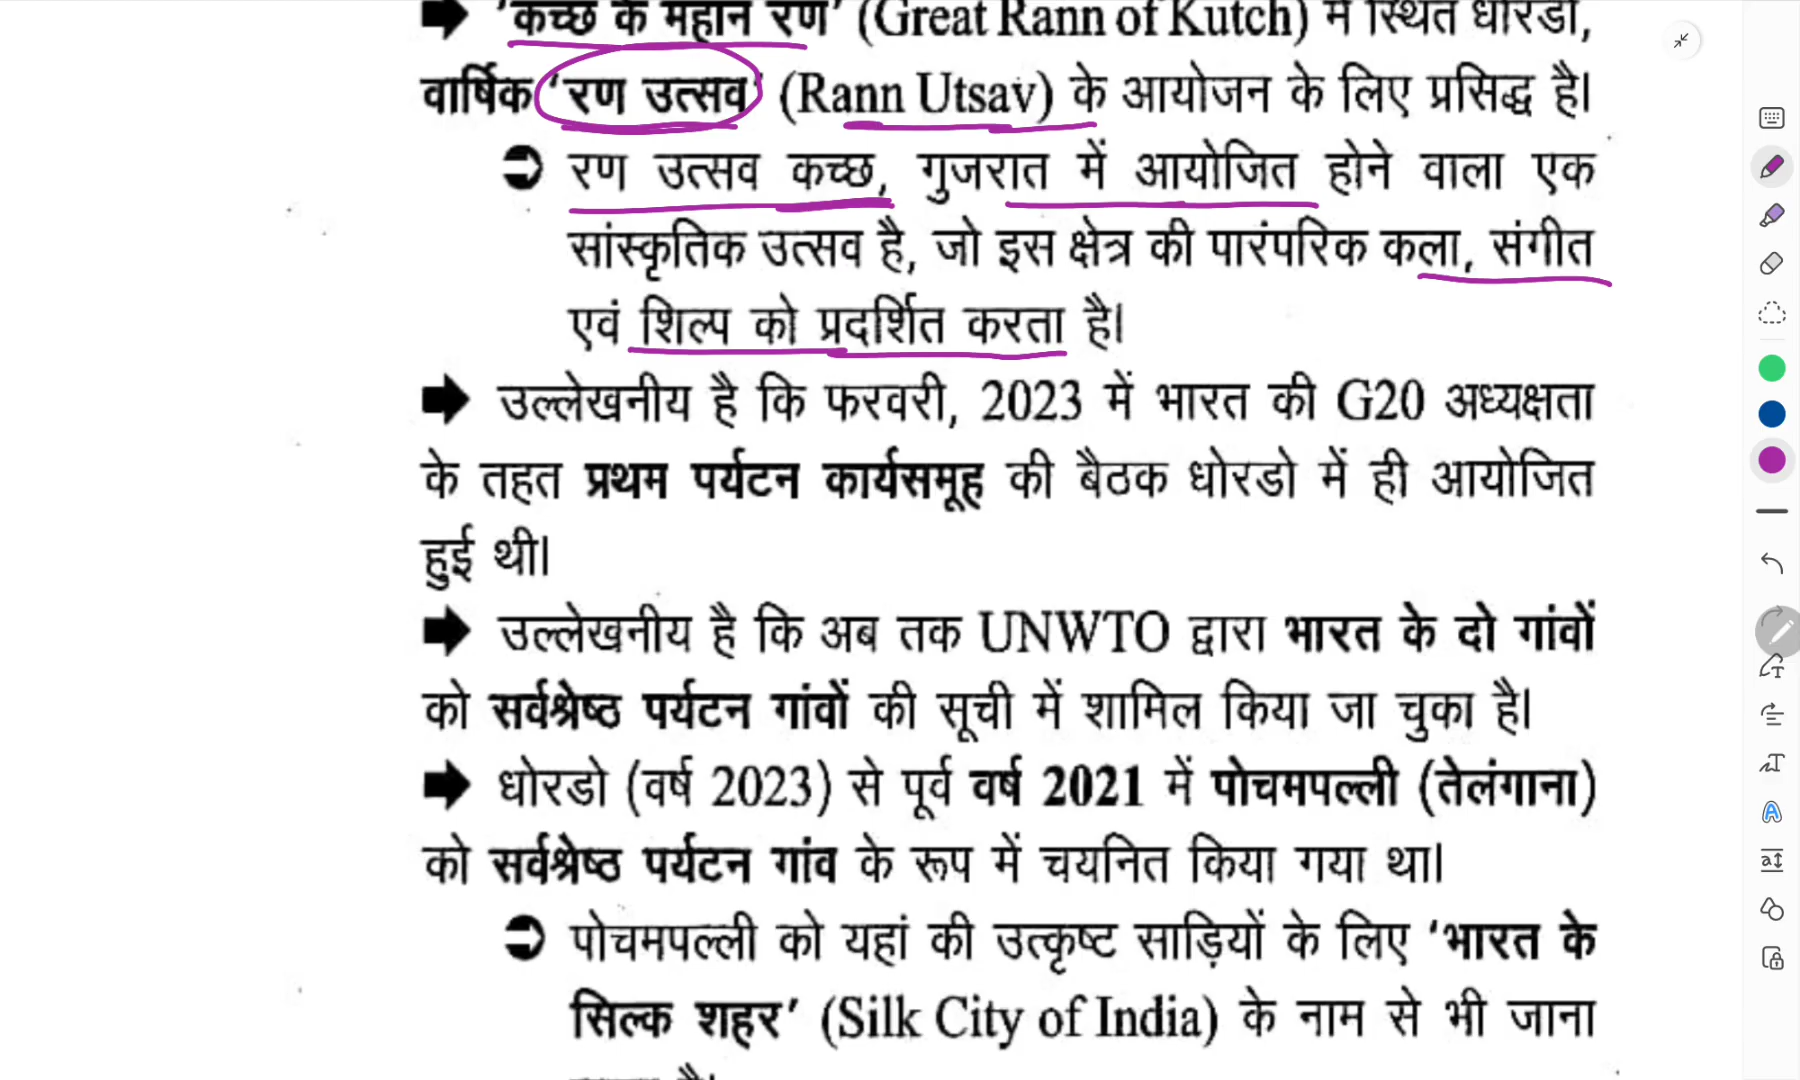 ➡ 'कच्छ के महान रण' (Great Rann of Kutch) में स्थित धोरडो,
वार्षिक 'रण उत्सव' (Rann Utsav) के आयोजन के लिए प्रसिद्ध है।
➲ रण उत्सव कच्छ, गुजरात में आयोजित होने वाला एक
सांस्कृतिक उत्सव है, जो इस क्षेत्र की पारंपरिक कला, संगीत
एवं शिल्प को प्रदर्शित करता है।
➡ उल्लेखनीय है कि फरवरी, 2023 में भारत की G20 अध्यक्षता
के तहत प्रथम पर्यटन कार्यसमूह की बैठक धोरडो में ही आयोजित
हुई थी।
➡ उल्लेखनीय है कि अब तक UNWTO द्वारा भारत के दो गांवों
को सर्वश्रेष्ठ पर्यटन गांवों की सूची में शामिल किया जा चुका है।
➡ धोरडो (वर्ष 2023) से पूर्व वर्ष 2021 में पोचमपल्ली (तेलंगाना)
को सर्वश्रेष्ठ पर्यटन गांव के रूप में चयनित किया गया था।
➲ पोचमपल्ली को यहां की उत्कृष्ट साड़ियों के लिए 'भारत के
सिल्क शहर' (Silk City of India) के नाम से भी जाना
है।